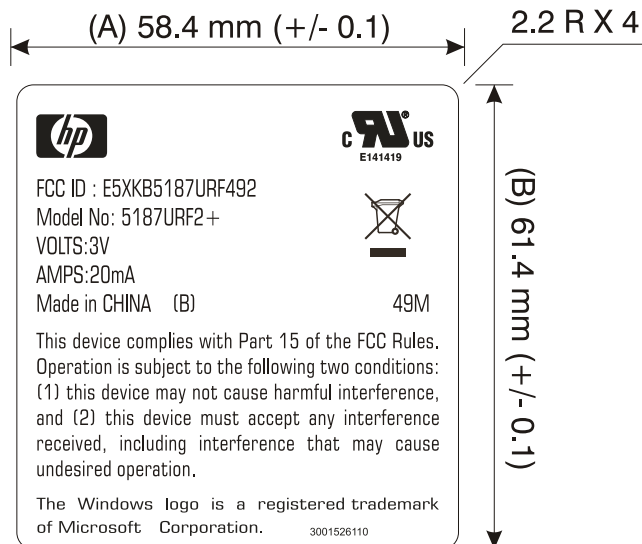 (A) 58.4 mm (+/- 0.1)
2.2 R X 4
hp
C RU® US
E141419
FCC ID : E5XKB5187URF492
Model No: 5187URF2+
VOLTS:3V
AMPS:20mA
Made in CHINA (B) 49M
This device complies with Part 15 of the FCC Rules.
Operation is subject to the following two conditions:
(1) this device may not cause harmful interference,
and (2) this device must accept any interference
received, including interference that may cause
undesired operation.
The Windows logo is a registered trademark
of Microsoft Corporation. 3001526110
(B) 61.4 mm (+/- 0.1)